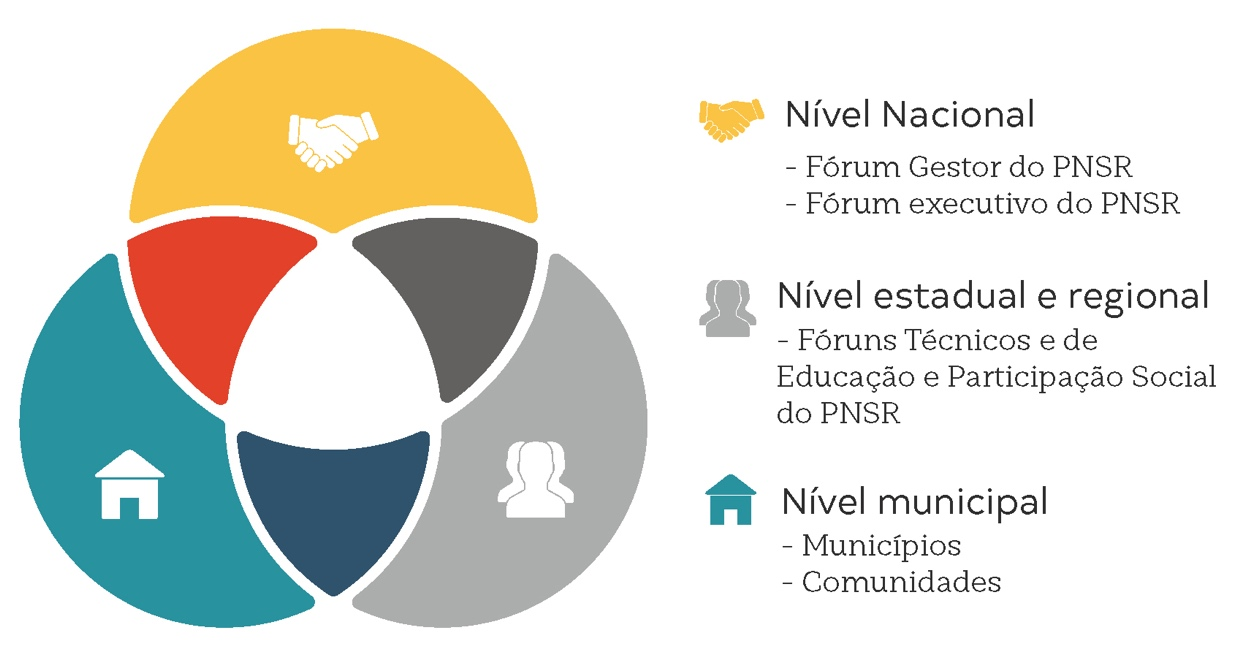 Nível Nacional
- Fórum Gestor do PNSR
- Fórum executivo do PNSR
Nível estadual e regional
- Fóruns Técnicos e de
Educação e Participação Social
do PNSR
Nível municipal
- Municípios
- Comunidades